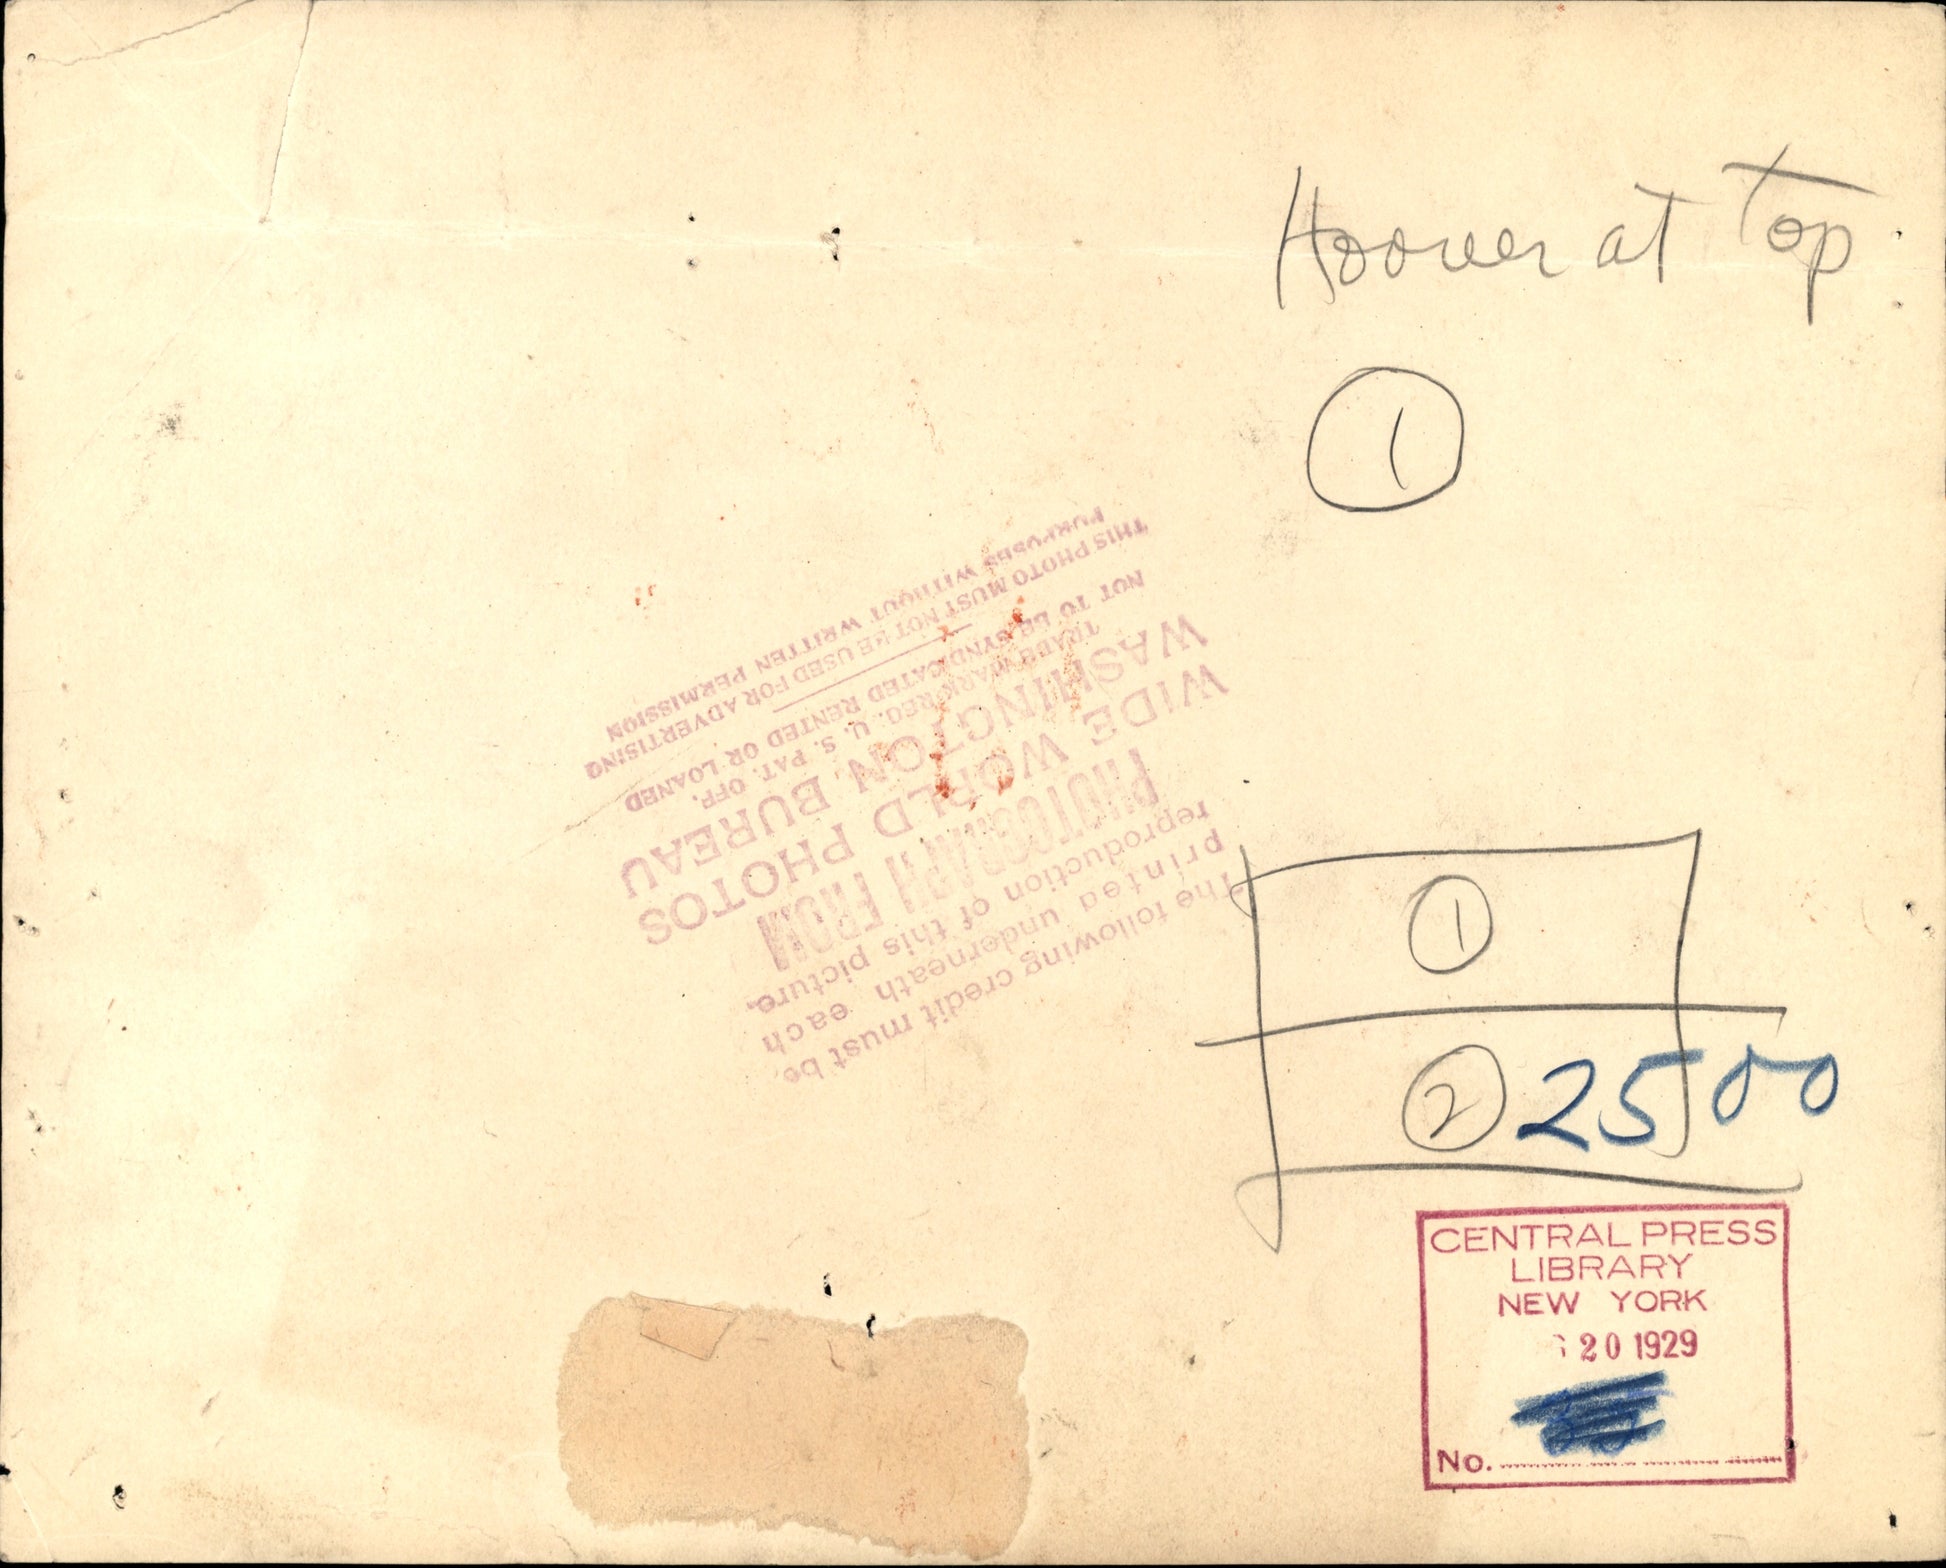 Hoover at Top
1
The following credit must be
printed underneath each
reproduction of this picture.
PHOTOGRAPH FROM
WIDE WORLD PHOTOS
WASHINGTON BUREAU
TRADE MARK REG. U. S. PAT. OFF.
NOT TO BE SYNDICATED RENTED OR LOANED
THIS PHOTO MUST NOT BE USED FOR ADVERTISING
PURPOSES WITHOUT WRITTEN PERMISSION
1
2
2500
CENTRAL PRESS
LIBRARY
NEW YORK
20 1929
No.